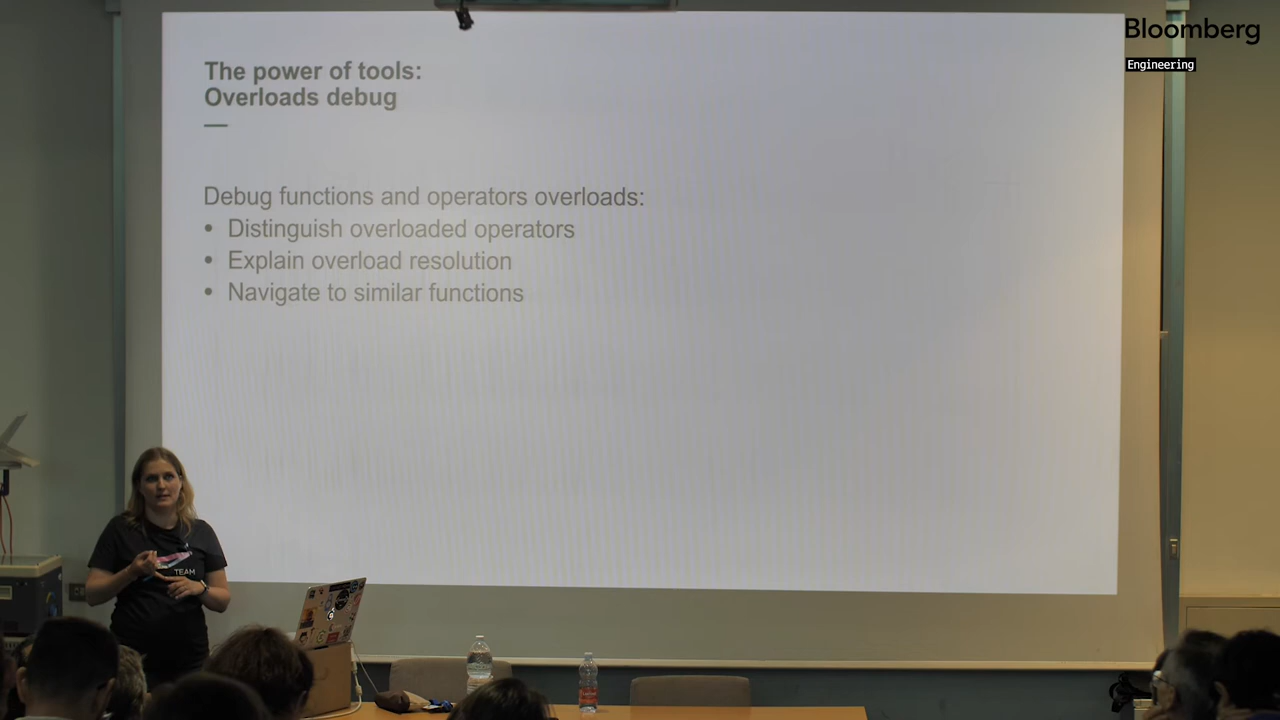 Bloomberg
Engineering
The power of tools:
Overloads debug
Debug functions and operators overloads:
• Distinguish overloaded operators
• Explain overload resolution
• Navigate to similar functions
TEAM